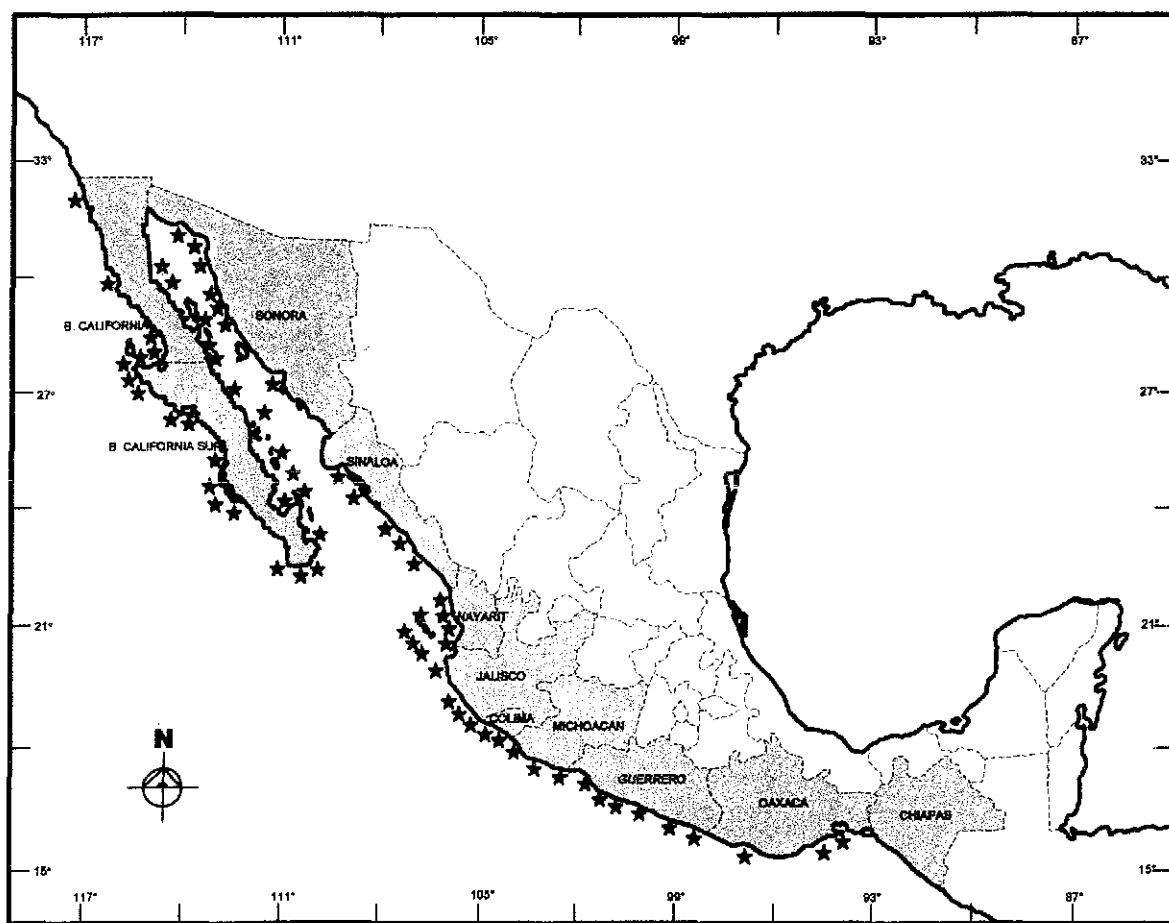 117° 111° 105° 99° 93° 87°
33° 33°
SONORA
B. CALIFORNIA
27° 27°
B. CALIFORNIA SUR
SINALOA
21° NAYARIT 21°
JALISCO
COLIMA
MICHOACAN
N
GUERRERO
OAXACA
CHIAPAS
15° 15°
117° 111° 105° 99° 93° 87°